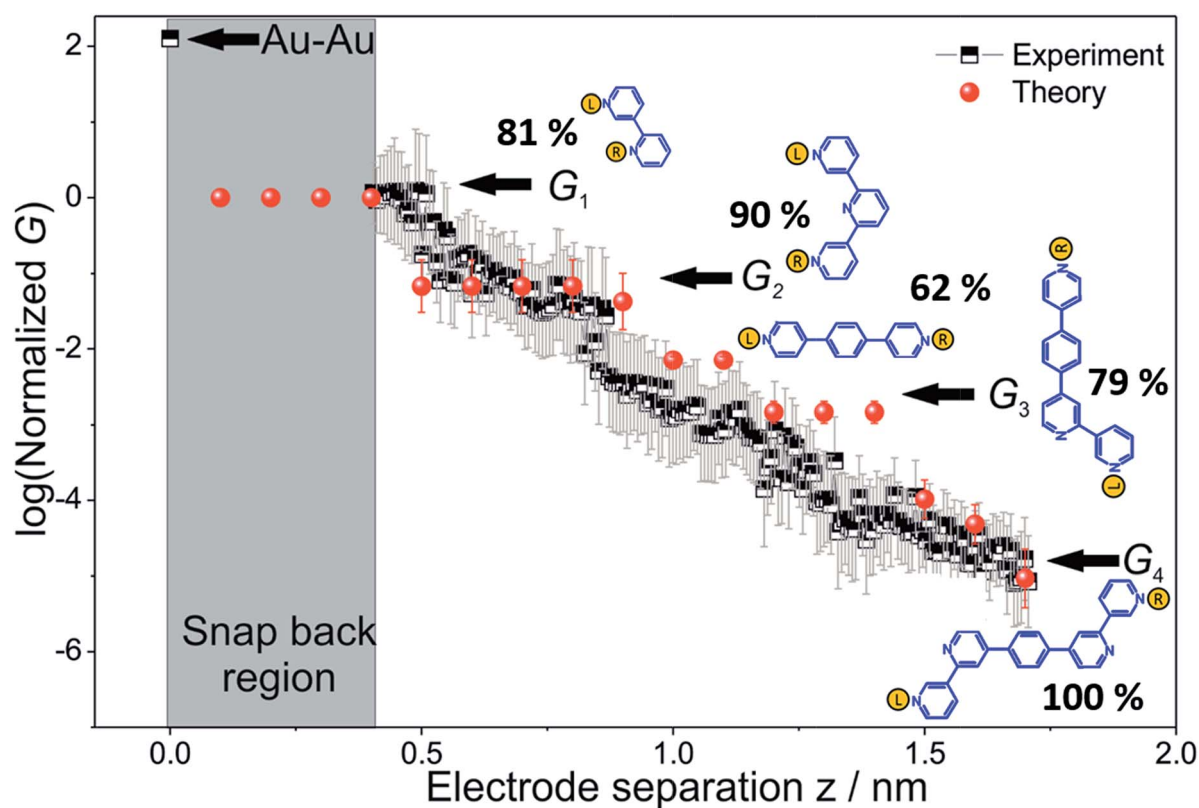 2
0
-2
-4
-6
log(Normalized G)
Au-Au
Experiment
Theory
81 %
L
N
N
R
G1
90 %
L
N
N
N
R
G2
62 %
L
N
N
R
R
N
79 %
N
N
L
G3
G4
N
R
N
N
L
N
100 %
Snap back
region
0.0
0.5
1.0
1.5
2.0
Electrode separation z / nm